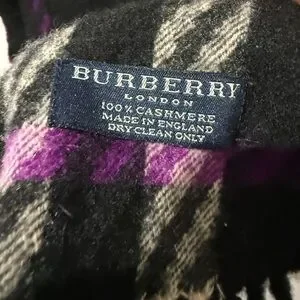 BURBERRY
LONDON
100% CASHMERE
MADE IN ENGLAND
DRY CLEAN ONLY